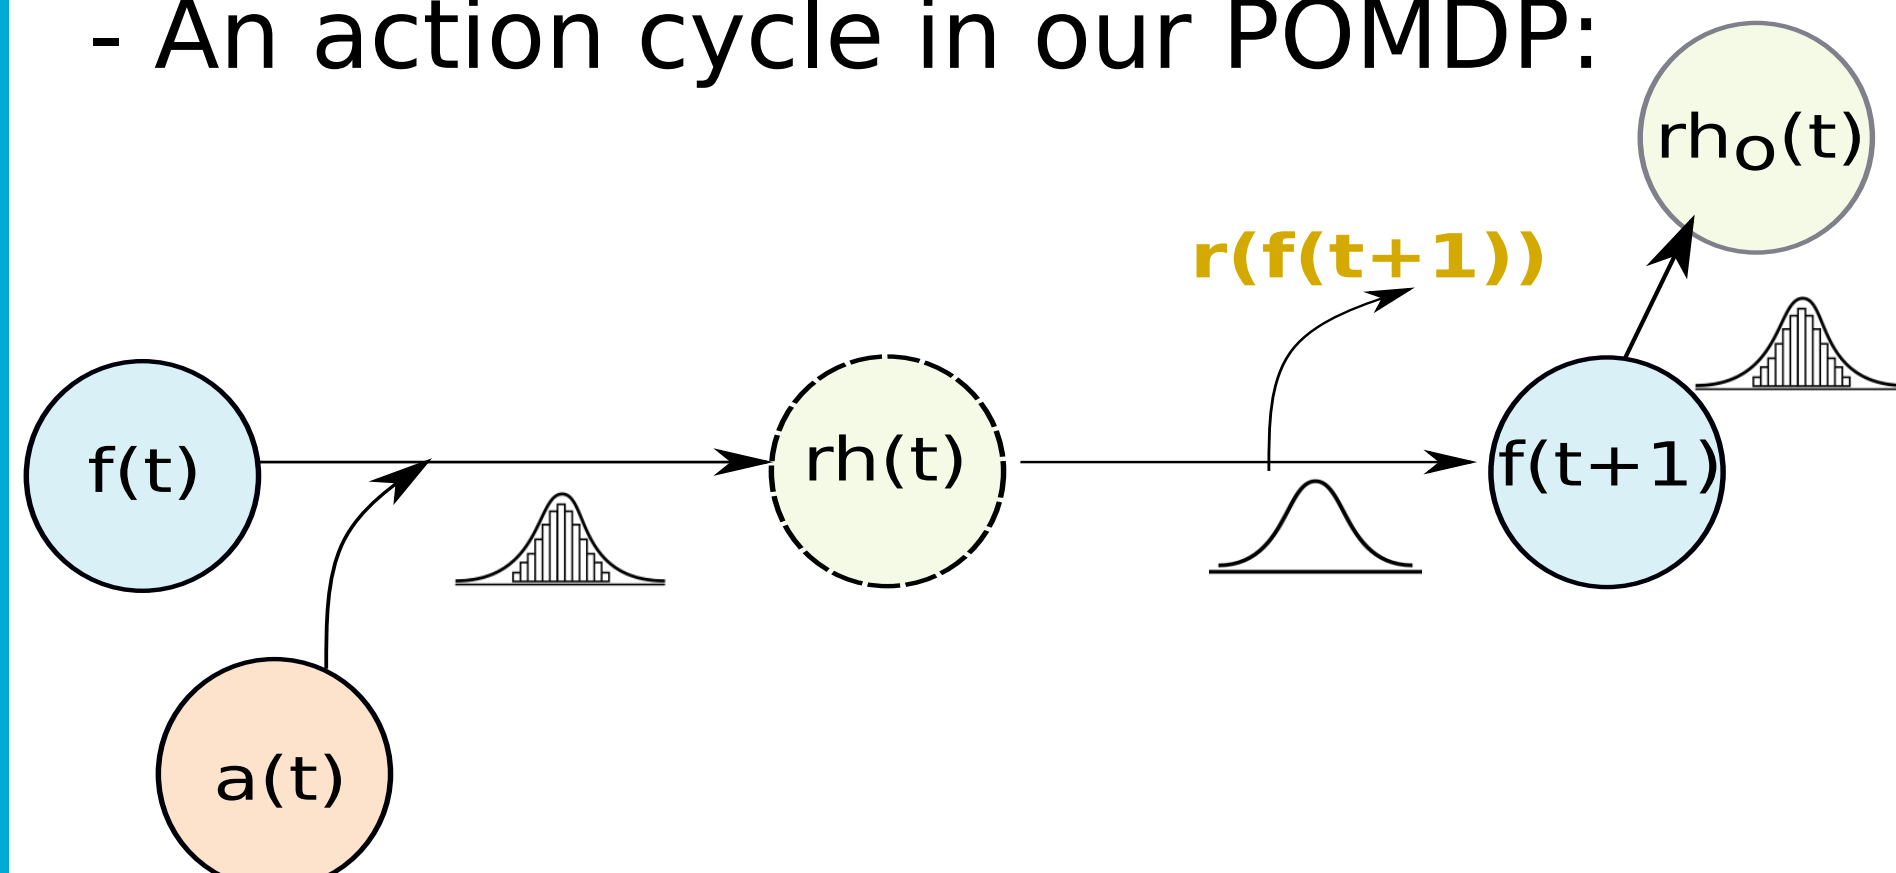 - An action cycle in our POMDP:
rho(t)
r(f(t+1))
f(t)
rh(t)
f(t+1)
a(t)